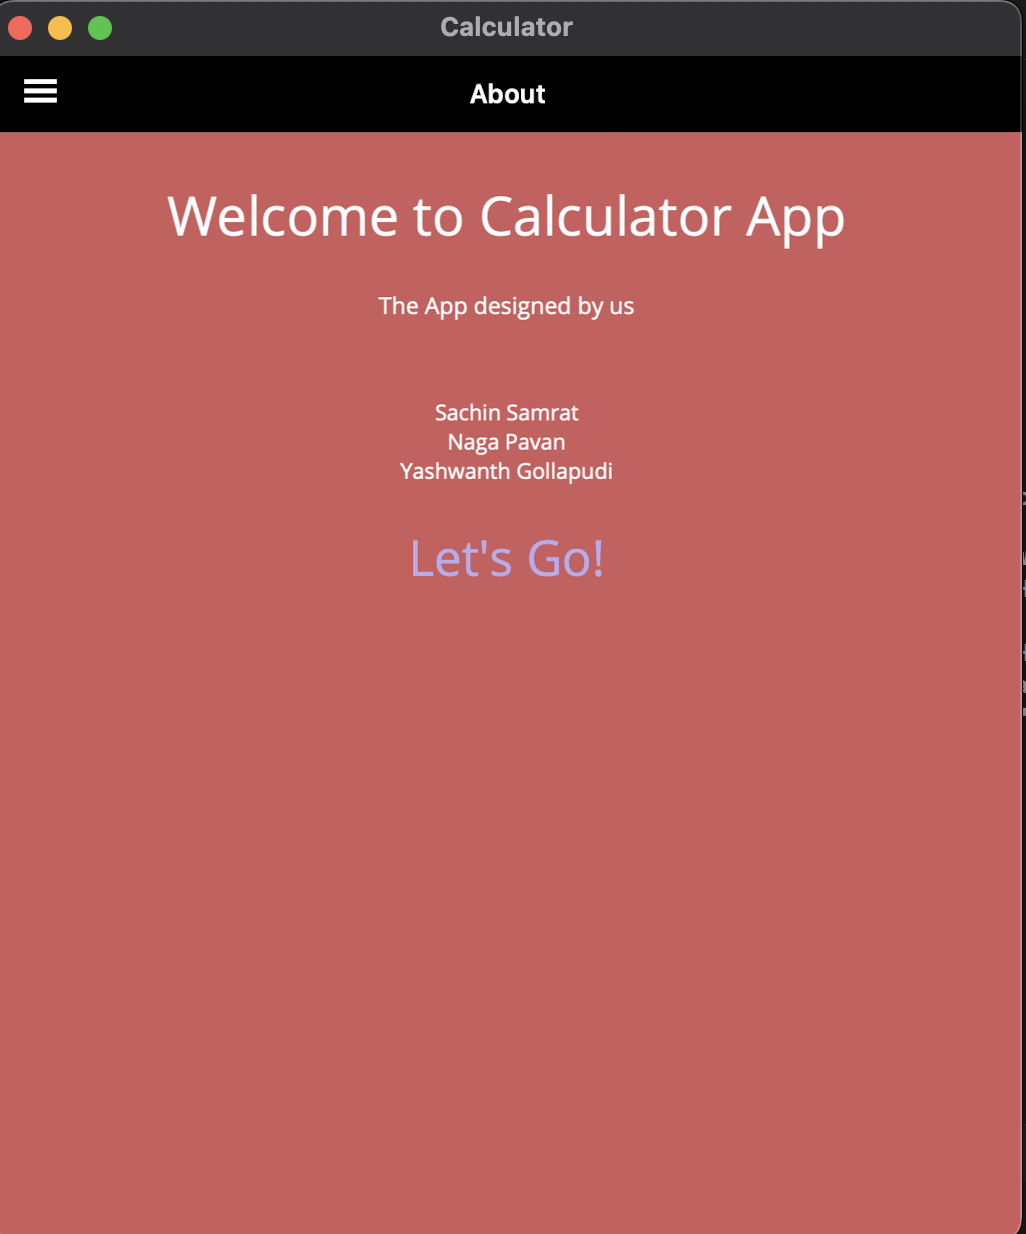 Calculator
About
Welcome to Calculator App
The App designed by us
Sachin Samrat
Naga Pavan
Yashwanth Gollapudi
Let's Go!